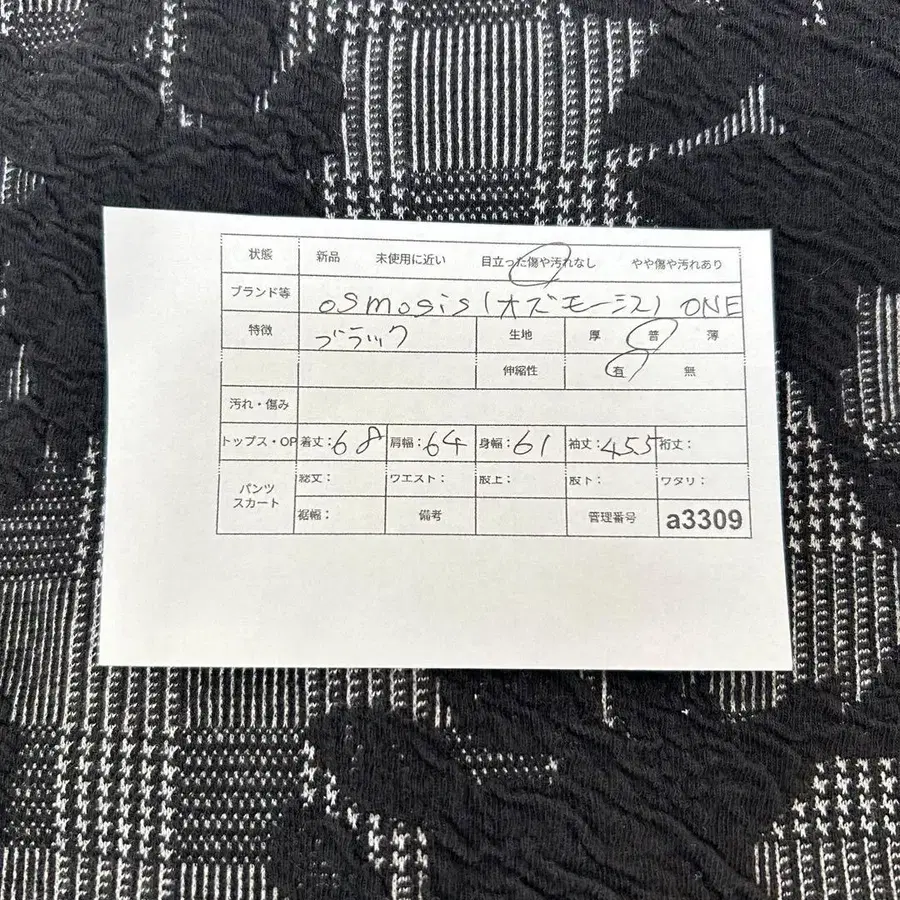 状態 新品 未使用に近い 目立った傷や汚れなし やや傷や汚れあり
ブランド等 osmosis(オズモーシス) ONE
特徴 ブラック 生地 厚 普 薄
伸縮性 有 無
汚れ・傷み
トップス・OP 着丈:68 肩幅:64 身幅:61 袖丈:45.5 裄丈:
パンツ スカート 総丈: ウエスト: 股上: 股下: ワタリ:
裾幅: 備考 管理番号 a3309